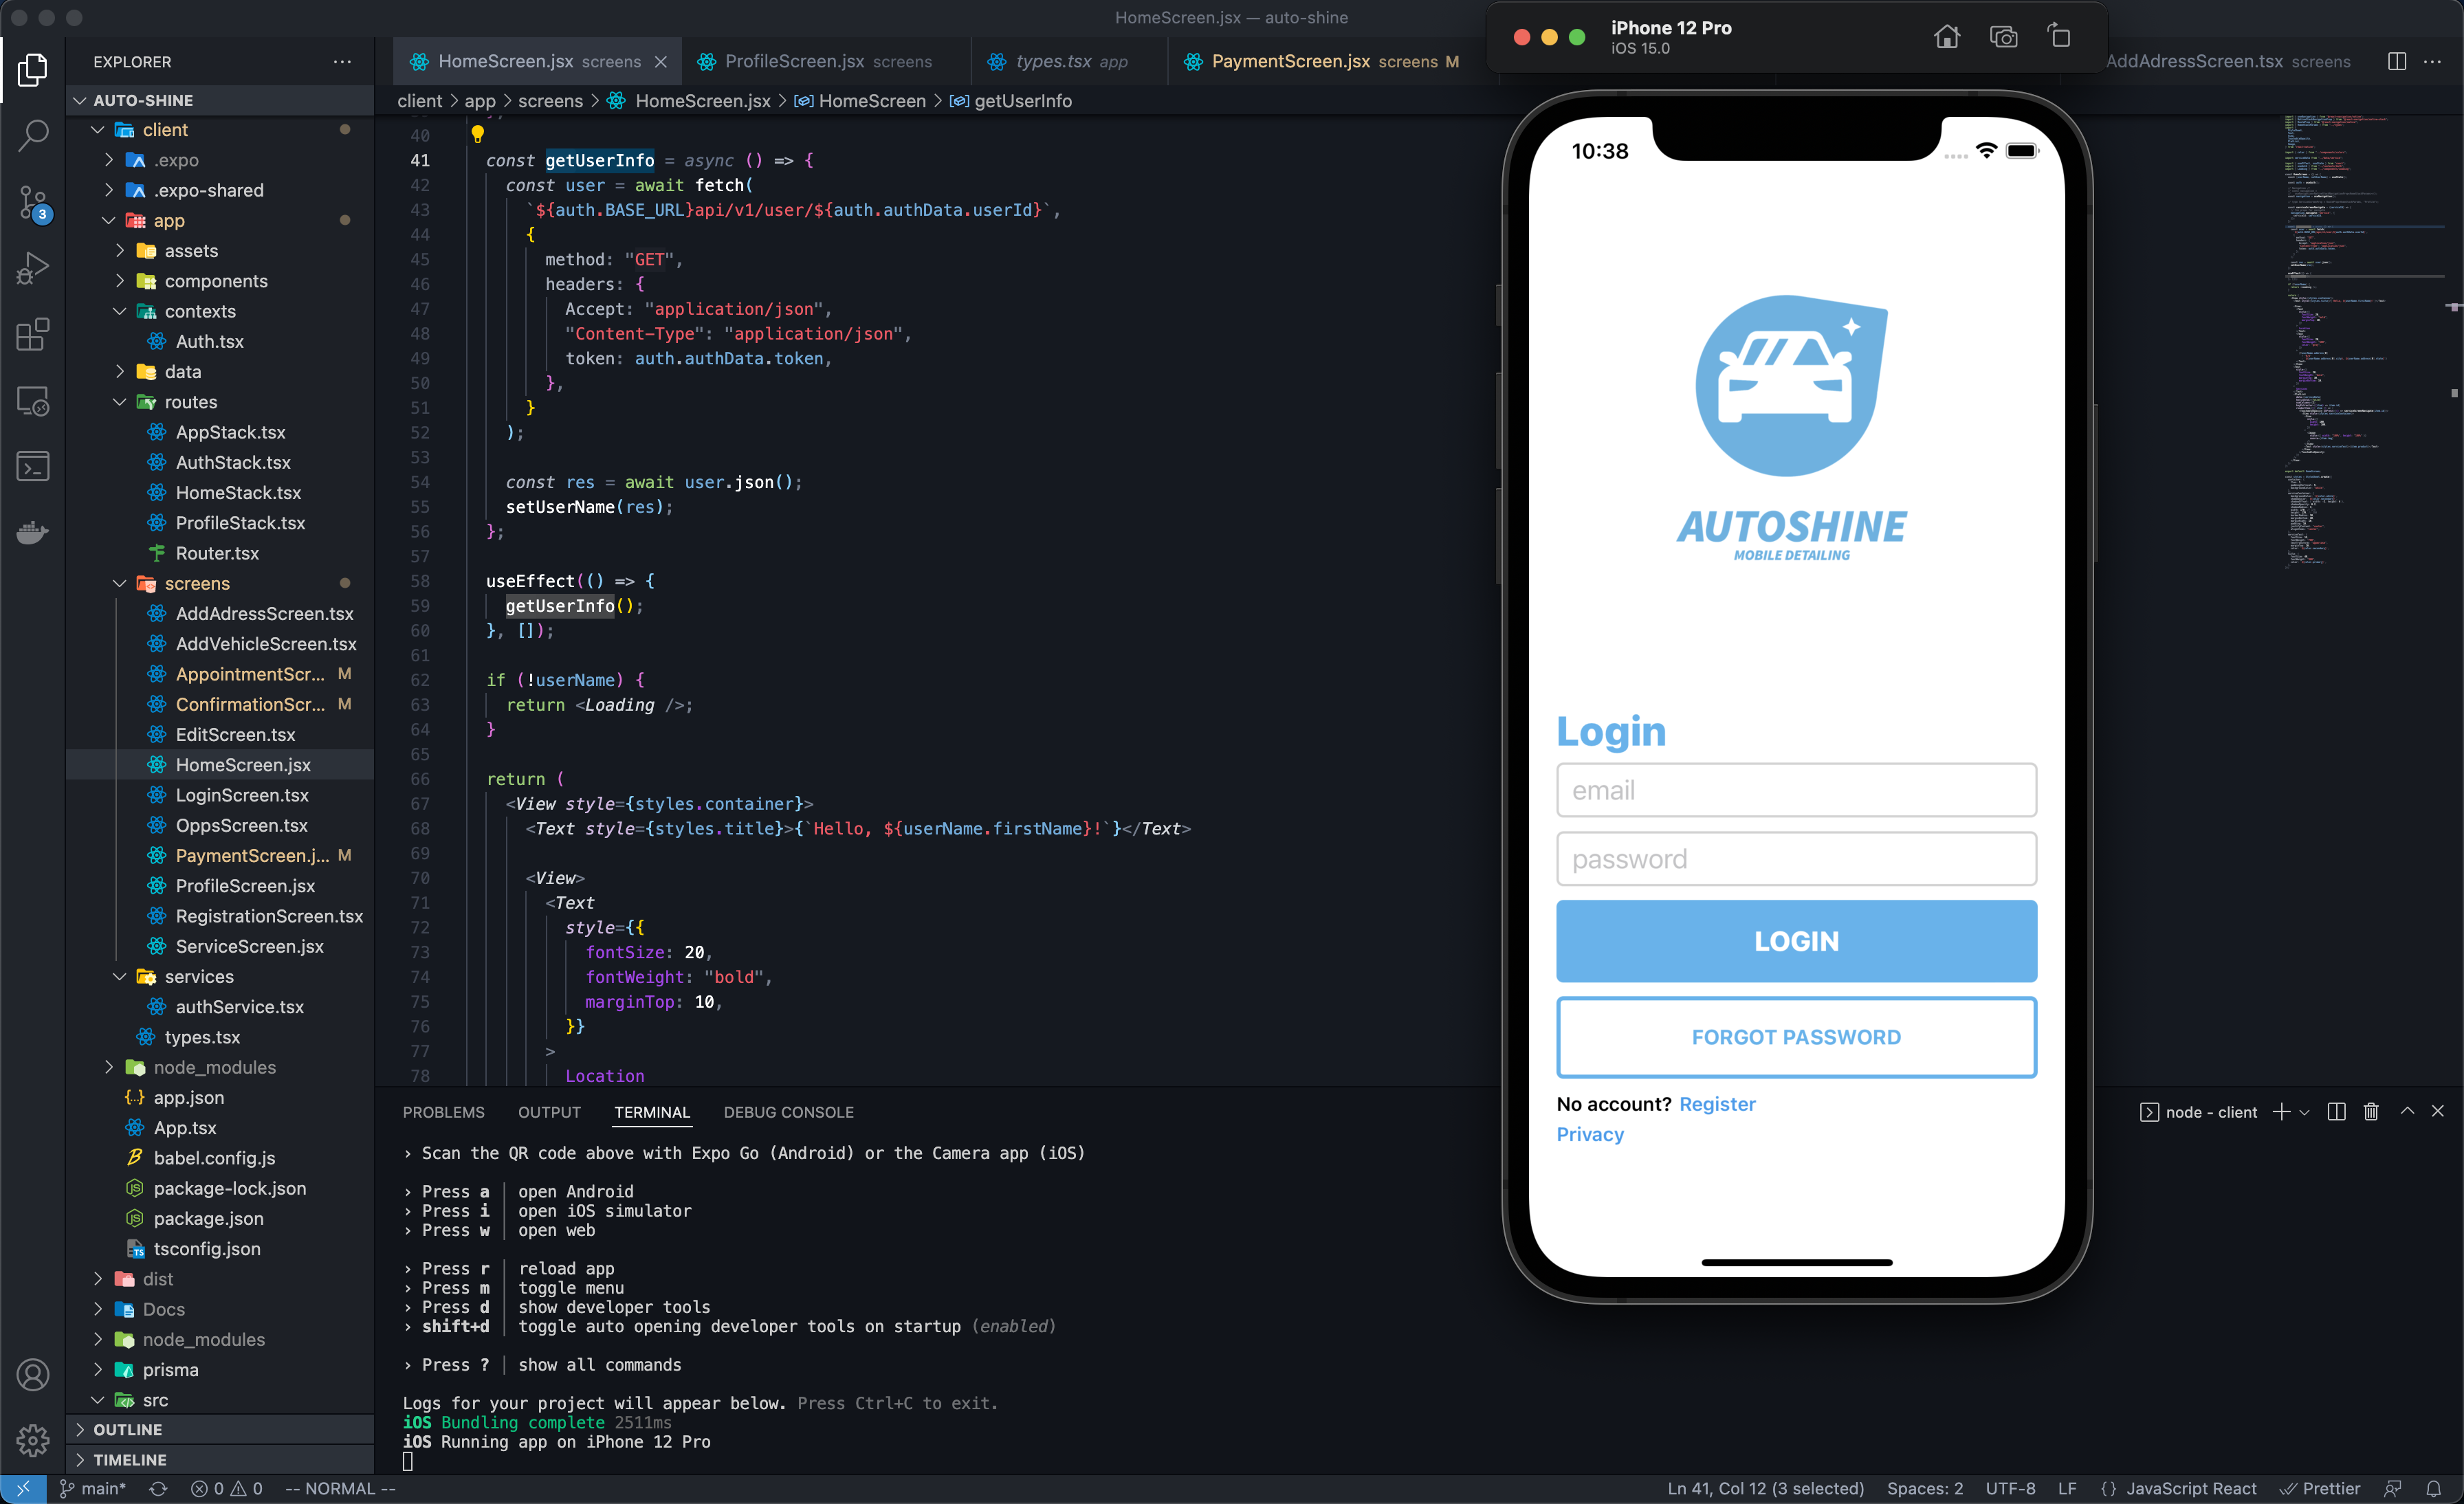 HomeScreen.jsx — auto-shine
EXPLORER
AUTO-SHINE
client
.expo
.expo-shared
app
assets
components
contexts
Auth.tsx
data
routes
AppStack.tsx
AuthStack.tsx
HomeStack.tsx
ProfileStack.tsx
Router.tsx
screens
AddAdressScreen.tsx
AddVehicleScreen.tsx
AppointmentScr... M
ConfirmationScr... M
EditScreen.tsx
HomeScreen.jsx
LoginScreen.tsx
OppsScreen.tsx
PaymentScreen.j... M
ProfileScreen.jsx
RegistrationScreen.tsx
ServiceScreen.jsx
services
authService.tsx
types.tsx
node_modules
app.json
App.tsx
babel.config.js
package-lock.json
package.json
tsconfig.json
dist
Docs
node_modules
prisma
src
OUTLINE
TIMELINE
3
HomeScreen.jsx screens
ProfileScreen.jsx screens
types.tsx app
PaymentScreen.jsx screens M
AddAdressScreen.tsx screens
client > app > screens > HomeScreen.jsx > HomeScreen > getUserInfo
40
41 const getUserInfo = async () => {
42 const user = await fetch(
43 `${auth.BASE_URL}api/v1/user/${auth.authData.userId}`,
44 {
45 method: "GET",
46 headers: {
47 Accept: "application/json",
48 "Content-Type": "application/json",
49 token: auth.authData.token,
50 },
51 }
52 );
53
54 const res = await user.json();
55 setUserName(res);
56 };
57
58 useEffect(() => {
59 getUserInfo();
60 }, []);
61
62 if (!userName) {
63 return <Loading />;
64 }
65
66 return (
67 <View style={styles.container}>
68 <Text style={styles.title}>{`Hello, ${userName.firstName}!`}</Text>
69
70 <View>
71 <Text
72 style={{
73 fontSize: 20,
74 fontWeight: "bold",
75 marginTop: 10,
76 }}
77 >
78 Location
PROBLEMS OUTPUT TERMINAL DEBUG CONSOLE
node - client
› Scan the QR code above with Expo Go (Android) or the Camera app (iOS)
› Press a │ open Android
› Press i │ open iOS simulator
› Press w │ open web
› Press r │ reload app
› Press m │ toggle menu
› Press d │ show developer tools
› shift+d │ toggle auto opening developer tools on startup (enabled)
› Press ? │ show all commands
Logs for your project will appear below. Press Ctrl+C to exit.
iOS Bundling complete 2511ms
iOS Running app on iPhone 12 Pro
iPhone 12 Pro
iOS 15.0
10:38
AUTOSHINE
MOBILE DETAILING
Login
email
password
LOGIN
FORGOT PASSWORD
No account? Register
Privacy
main* 0 0 -- NORMAL --
Ln 41, Col 12 (3 selected) Spaces: 2 UTF-8 LF {} JavaScript React Prettier